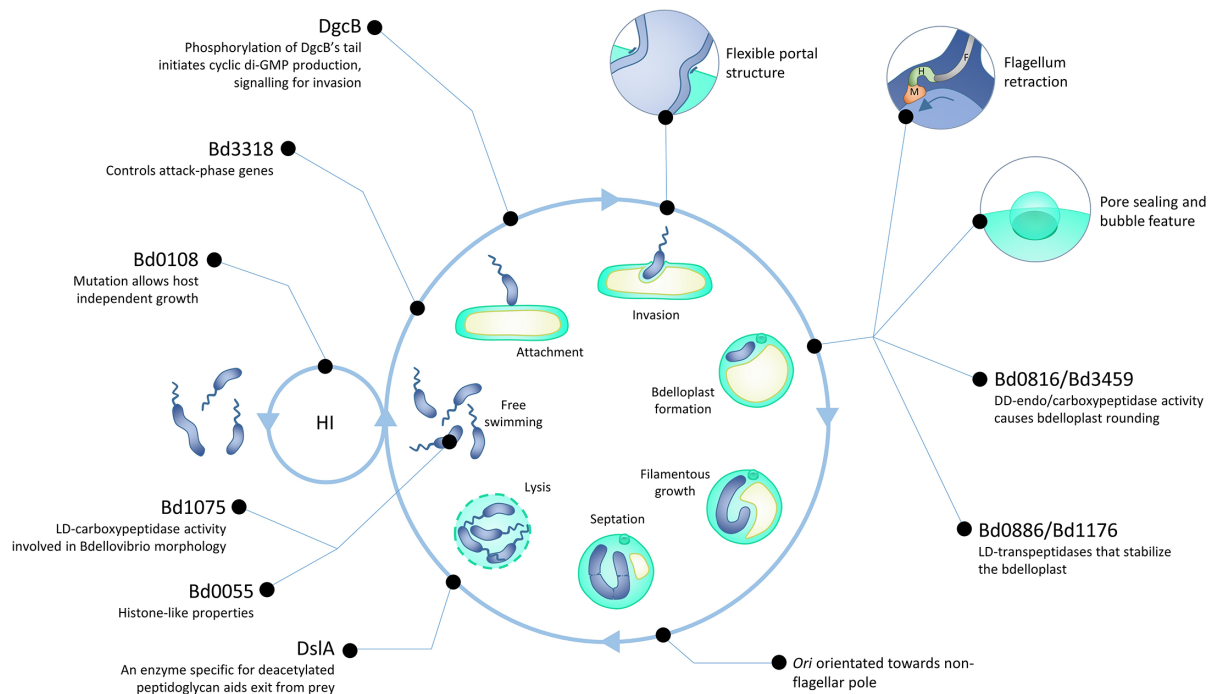 DgcB
Phosphorylation of DgcB's tail
initiates cyclic di-GMP production,
signalling for invasion
Flexible portal
structure
F
H
M
Flagellum
retraction
Bd3318
Controls attack-phase genes
Pore sealing and
bubble feature
Bd0108
Mutation allows host
independent growth
Invasion
Attachment
Bdelloplast
formation
Bd0816/Bd3459
DD-endo/carboxypeptidase activity
causes bdelloplast rounding
HI
Free
swimming
Filamentous
growth
Lysis
Septation
Bd1075
LD-carboxypeptidase activity
involved in Bdellovibrio morphology
Bd0886/Bd1176
LD-transpeptidases that stabilize
the bdelloplast
Bd0055
Histone-like properties
DslA
An enzyme specific for deacetylated
peptidoglycan aids exit from prey
Ori orientated towards non-
flagellar pole